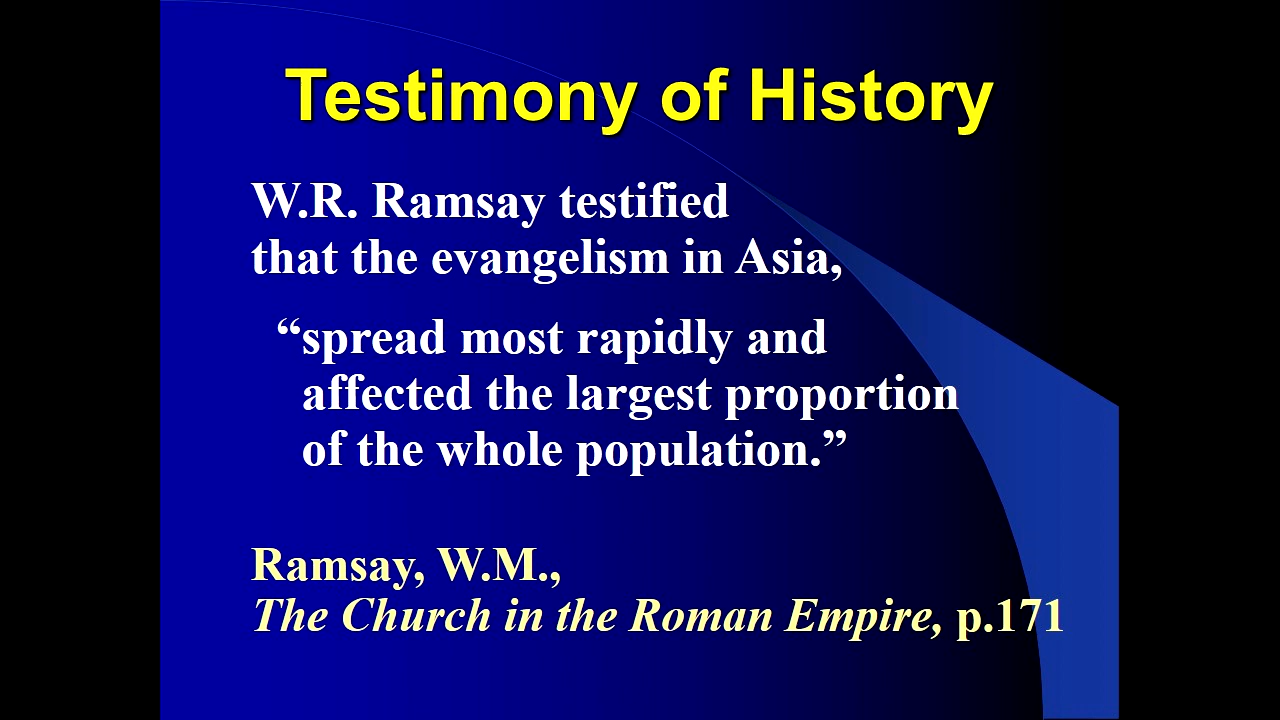 Testimony of History
W.R. Ramsay testified
that the evangelism in Asia,
“spread most rapidly and
affected the largest proportion
of the whole population.”
Ramsay, W.M.,
The Church in the Roman Empire, p.171